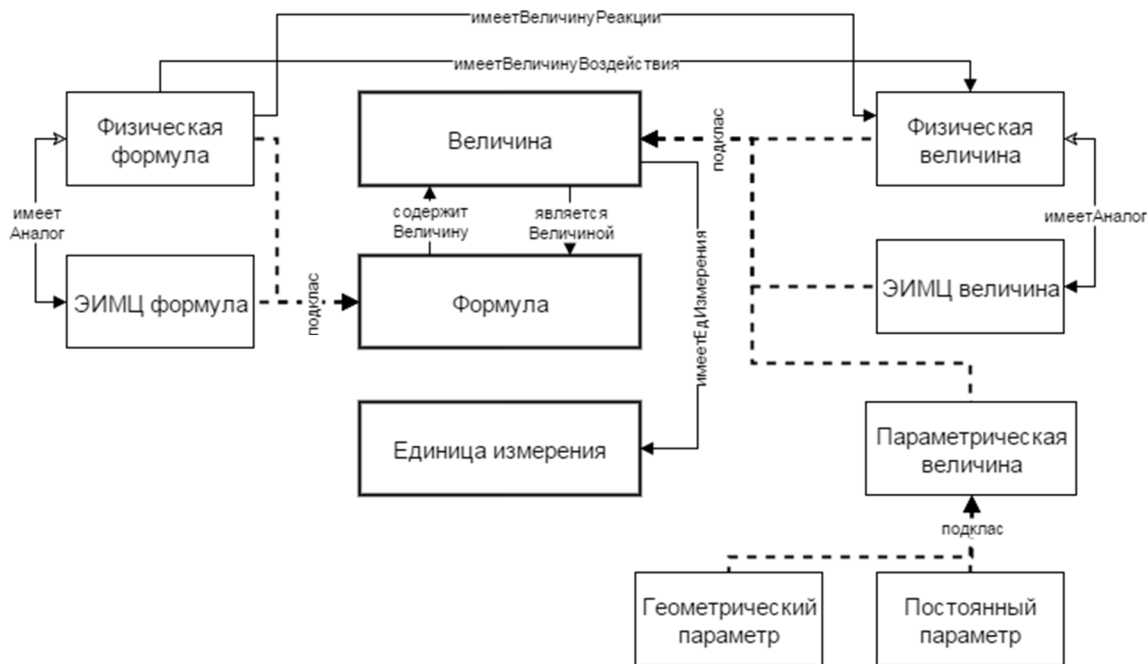 имеетВеличинуРеакции
имеетВеличинуВоздействия
Физическая
формула
Величина
подклас
Физическая
величина
имеет
Аналог
содержит
Величину
является
Величиной
имеетАналог
имеетЕдИзмерения
ЭИМЦ формула
подклас
Формула
ЭИМЦ величина
Единица измерения
Параметрическая
величина
подклас
Геометрический
параметр
Постоянный
параметр